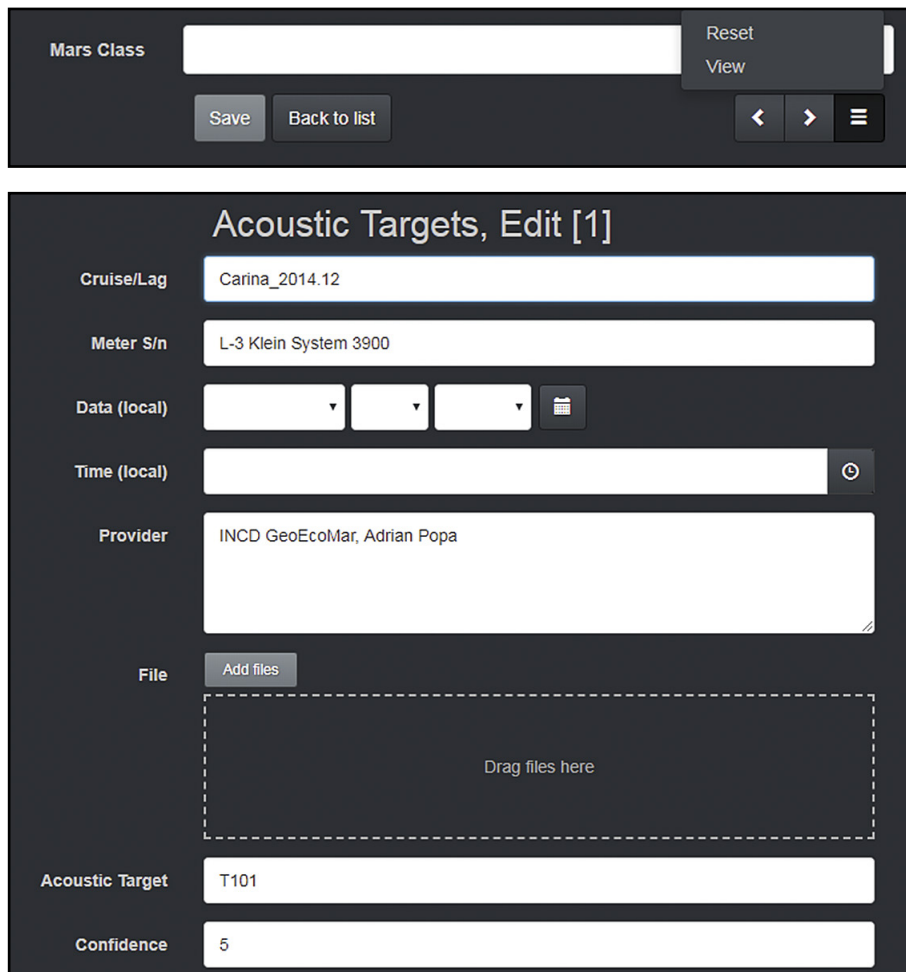 Mars Class
Reset
View
Save Back to list
Acoustic Targets, Edit [1]
Cruise/Lag Carina_2014.12
Meter S/n L-3 Klein System 3900
Data (local)
Time (local)
Provider INCD GeoEcoMar, Adrian Popa
File Add files
Drag files here
Acoustic Target T101
Confidence 5